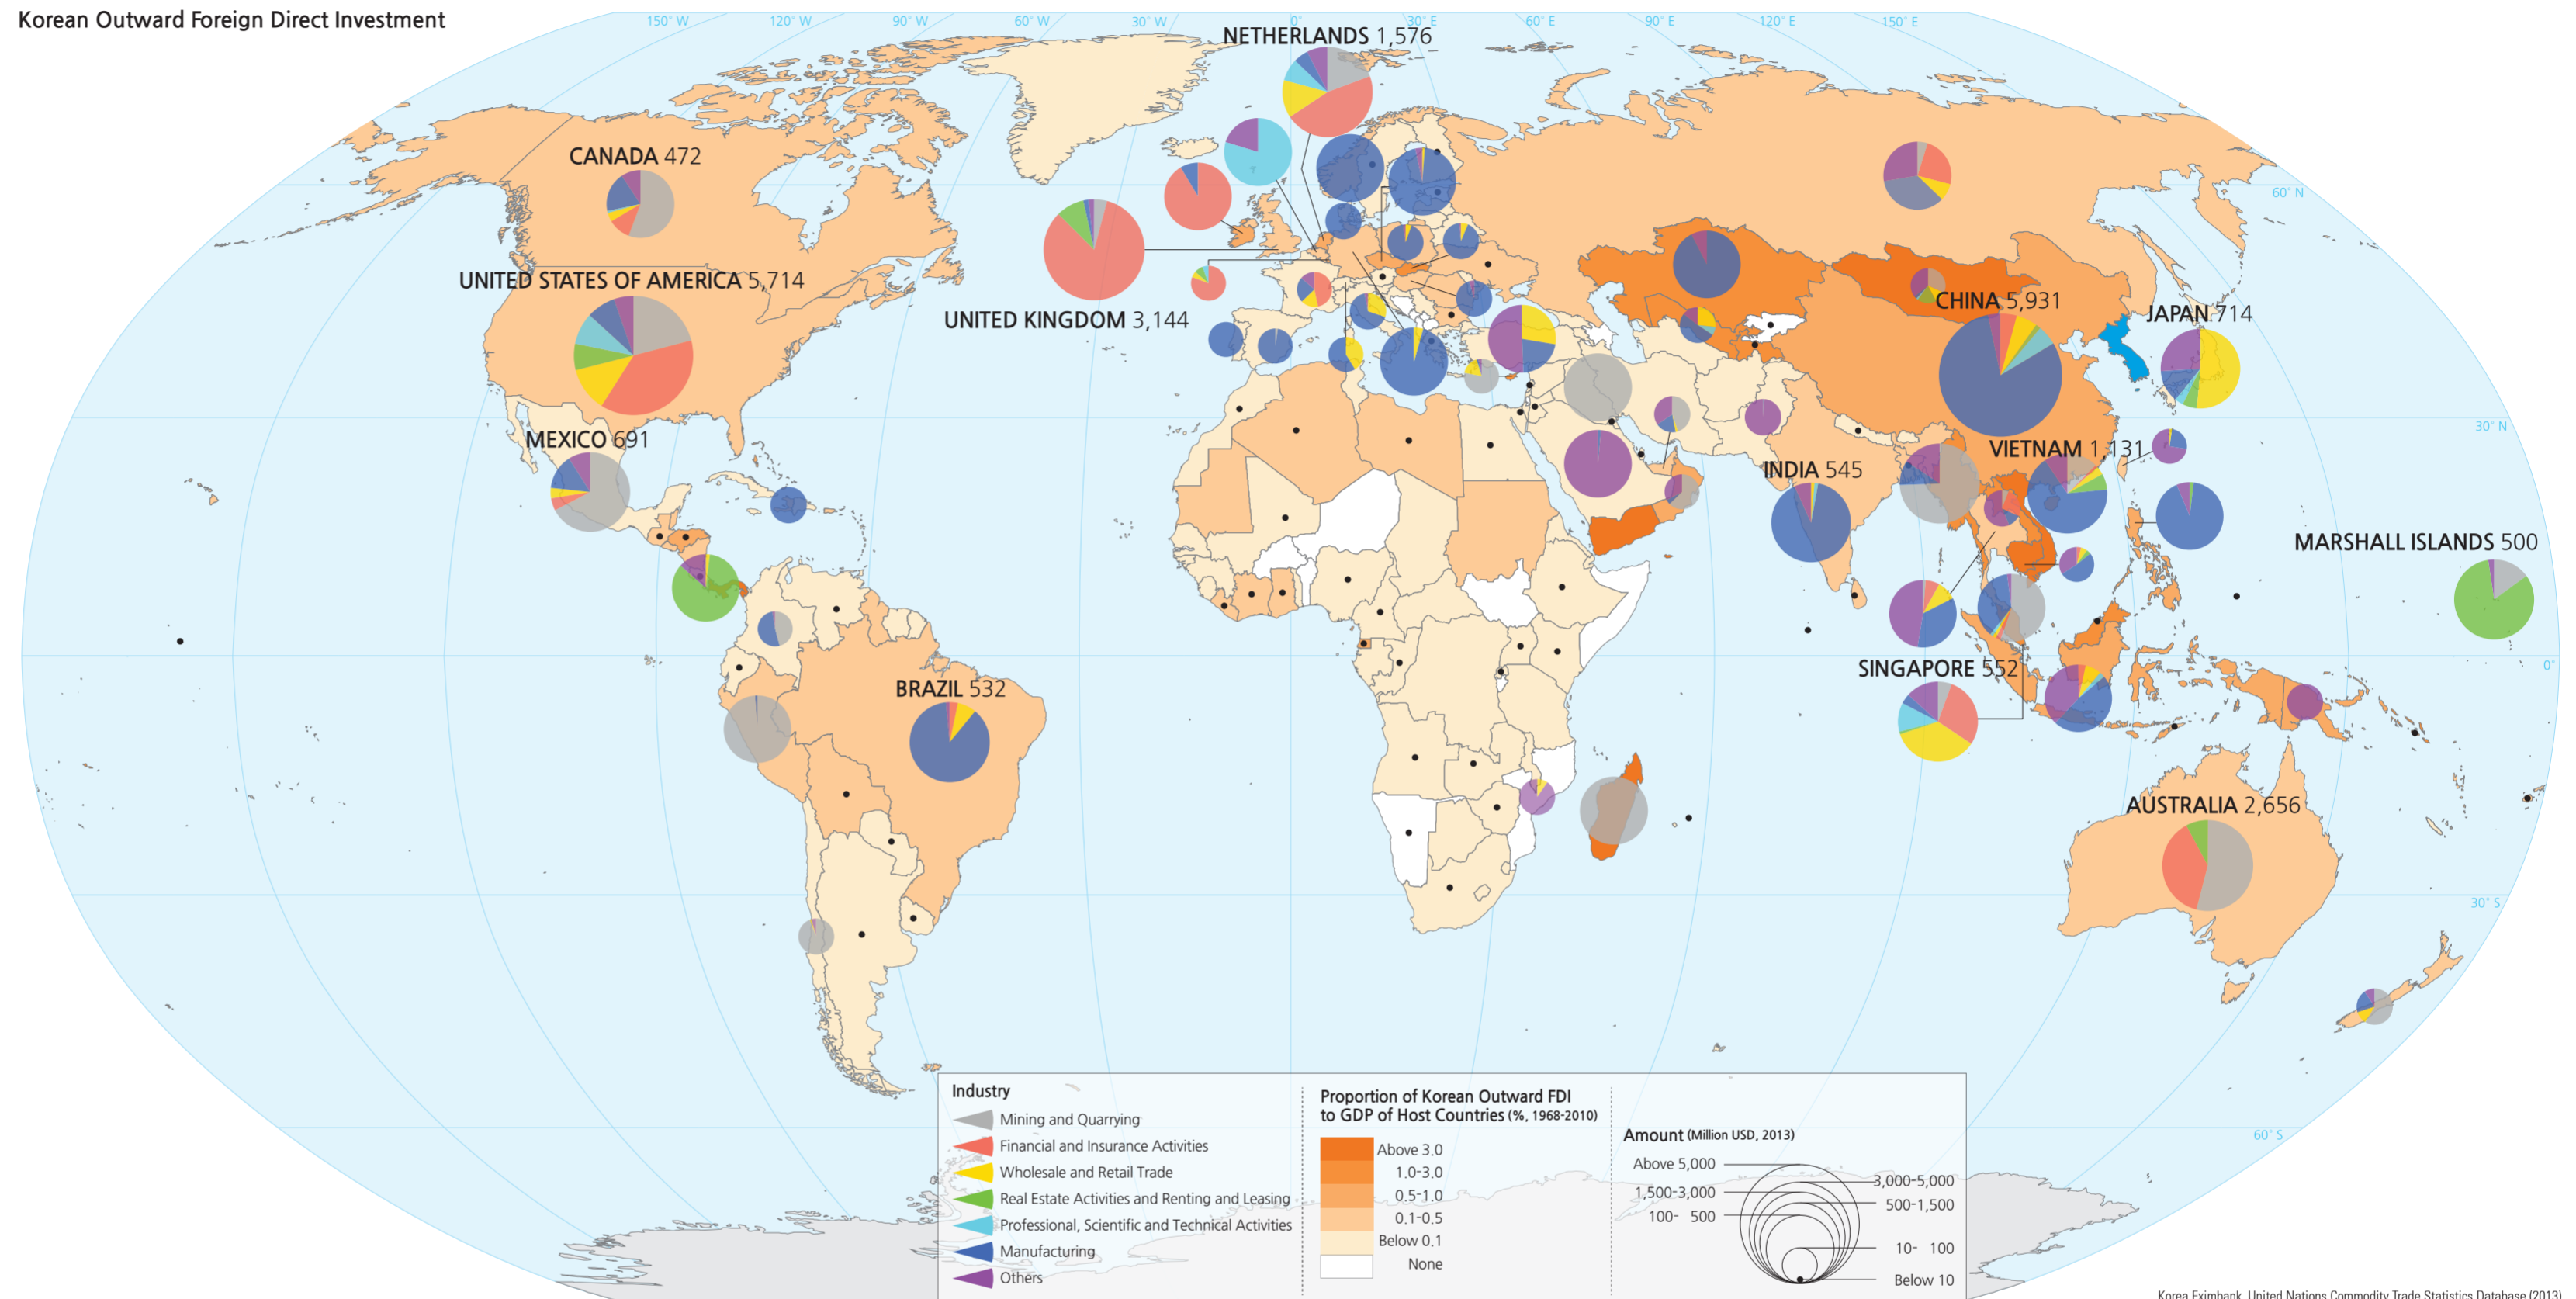 Korean Outward Foreign Direct Investment
150° W
120° W
90° W
60° W
30° W
0°
30° E
60° E
90° E
120° E
150° E
NETHERLANDS 1,576
CANADA 472
60° N
UNITED STATES OF AMERICA 5,714
UNITED KINGDOM 3,144
CHINA 5,931
JAPAN 714
30° N
MEXICO 691
VIETNAM 1,131
INDIA 545
MARSHALL ISLANDS 500
0°
SINGAPORE 552
BRAZIL 532
AUSTRALIA 2,656
30° S
60° S
Industry
Mining and Quarrying
Financial and Insurance Activities
Wholesale and Retail Trade
Real Estate Activities and Renting and Leasing
Professional, Scientific and Technical Activities
Manufacturing
Others
Proportion of Korean Outward FDI
to GDP of Host Countries (%, 1968-2010)
Above 3.0
1.0-3.0
0.5-1.0
0.1-0.5
Below 0.1
None
Amount (Million USD, 2013)
Above 5,000
3,000-5,000
1,500-3,000
500-1,500
100- 500
10- 100
Below 10
Korea Eximbank, United Nations Commodity Trade Statistics Database (2013)